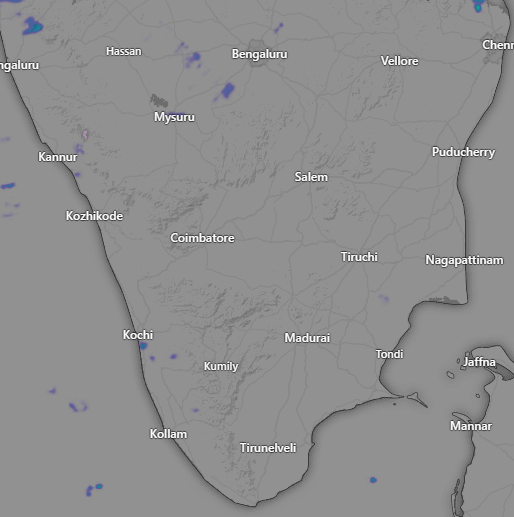 Chenn
Hassan
Bengaluru
ngaluru
Vellore
Mysuru
Kannur
Puducherry
Salem
Kozhikode
Coimbatore
Tiruchi
Nagapattinam
Kochi
Madurai
Tondi
Kumily
Jaffna
Mannar
Kollam
Tirunelveli